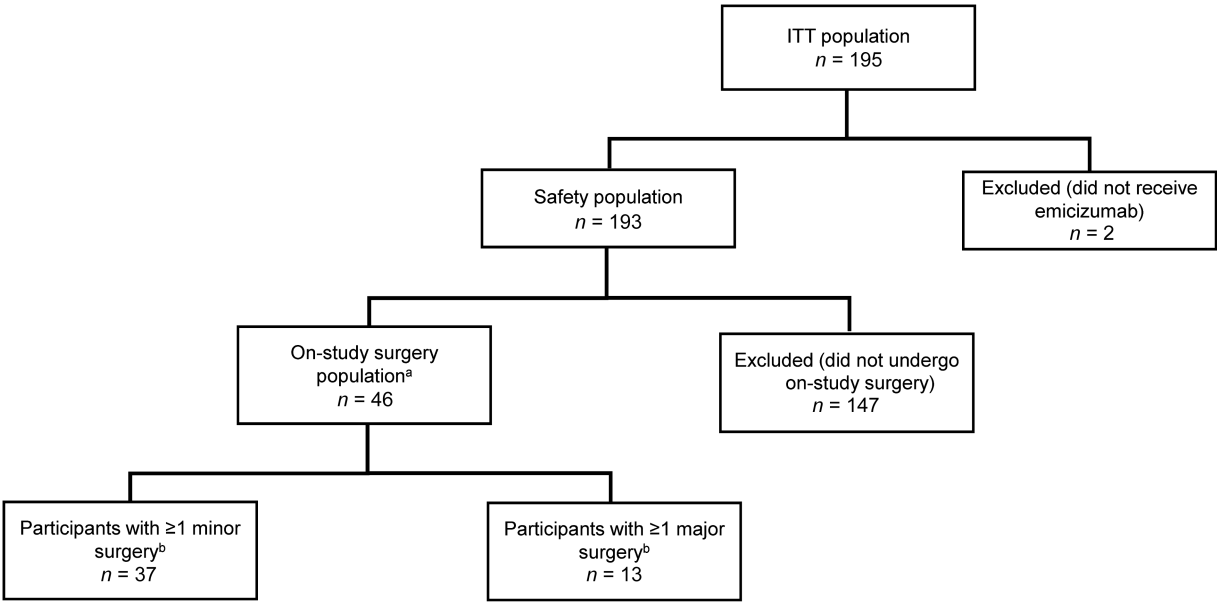 ITT population
n = 195
Safety population
n = 193
Excluded (did not receive
emicizumab)
n = 2
On-study surgery
populationᵃ
n = 46
Excluded (did not undergo
on-study surgery)
n = 147
Participants with ≥1 minor
surgeryᵇ
n = 37
Participants with ≥1 major
surgeryᵇ
n = 13